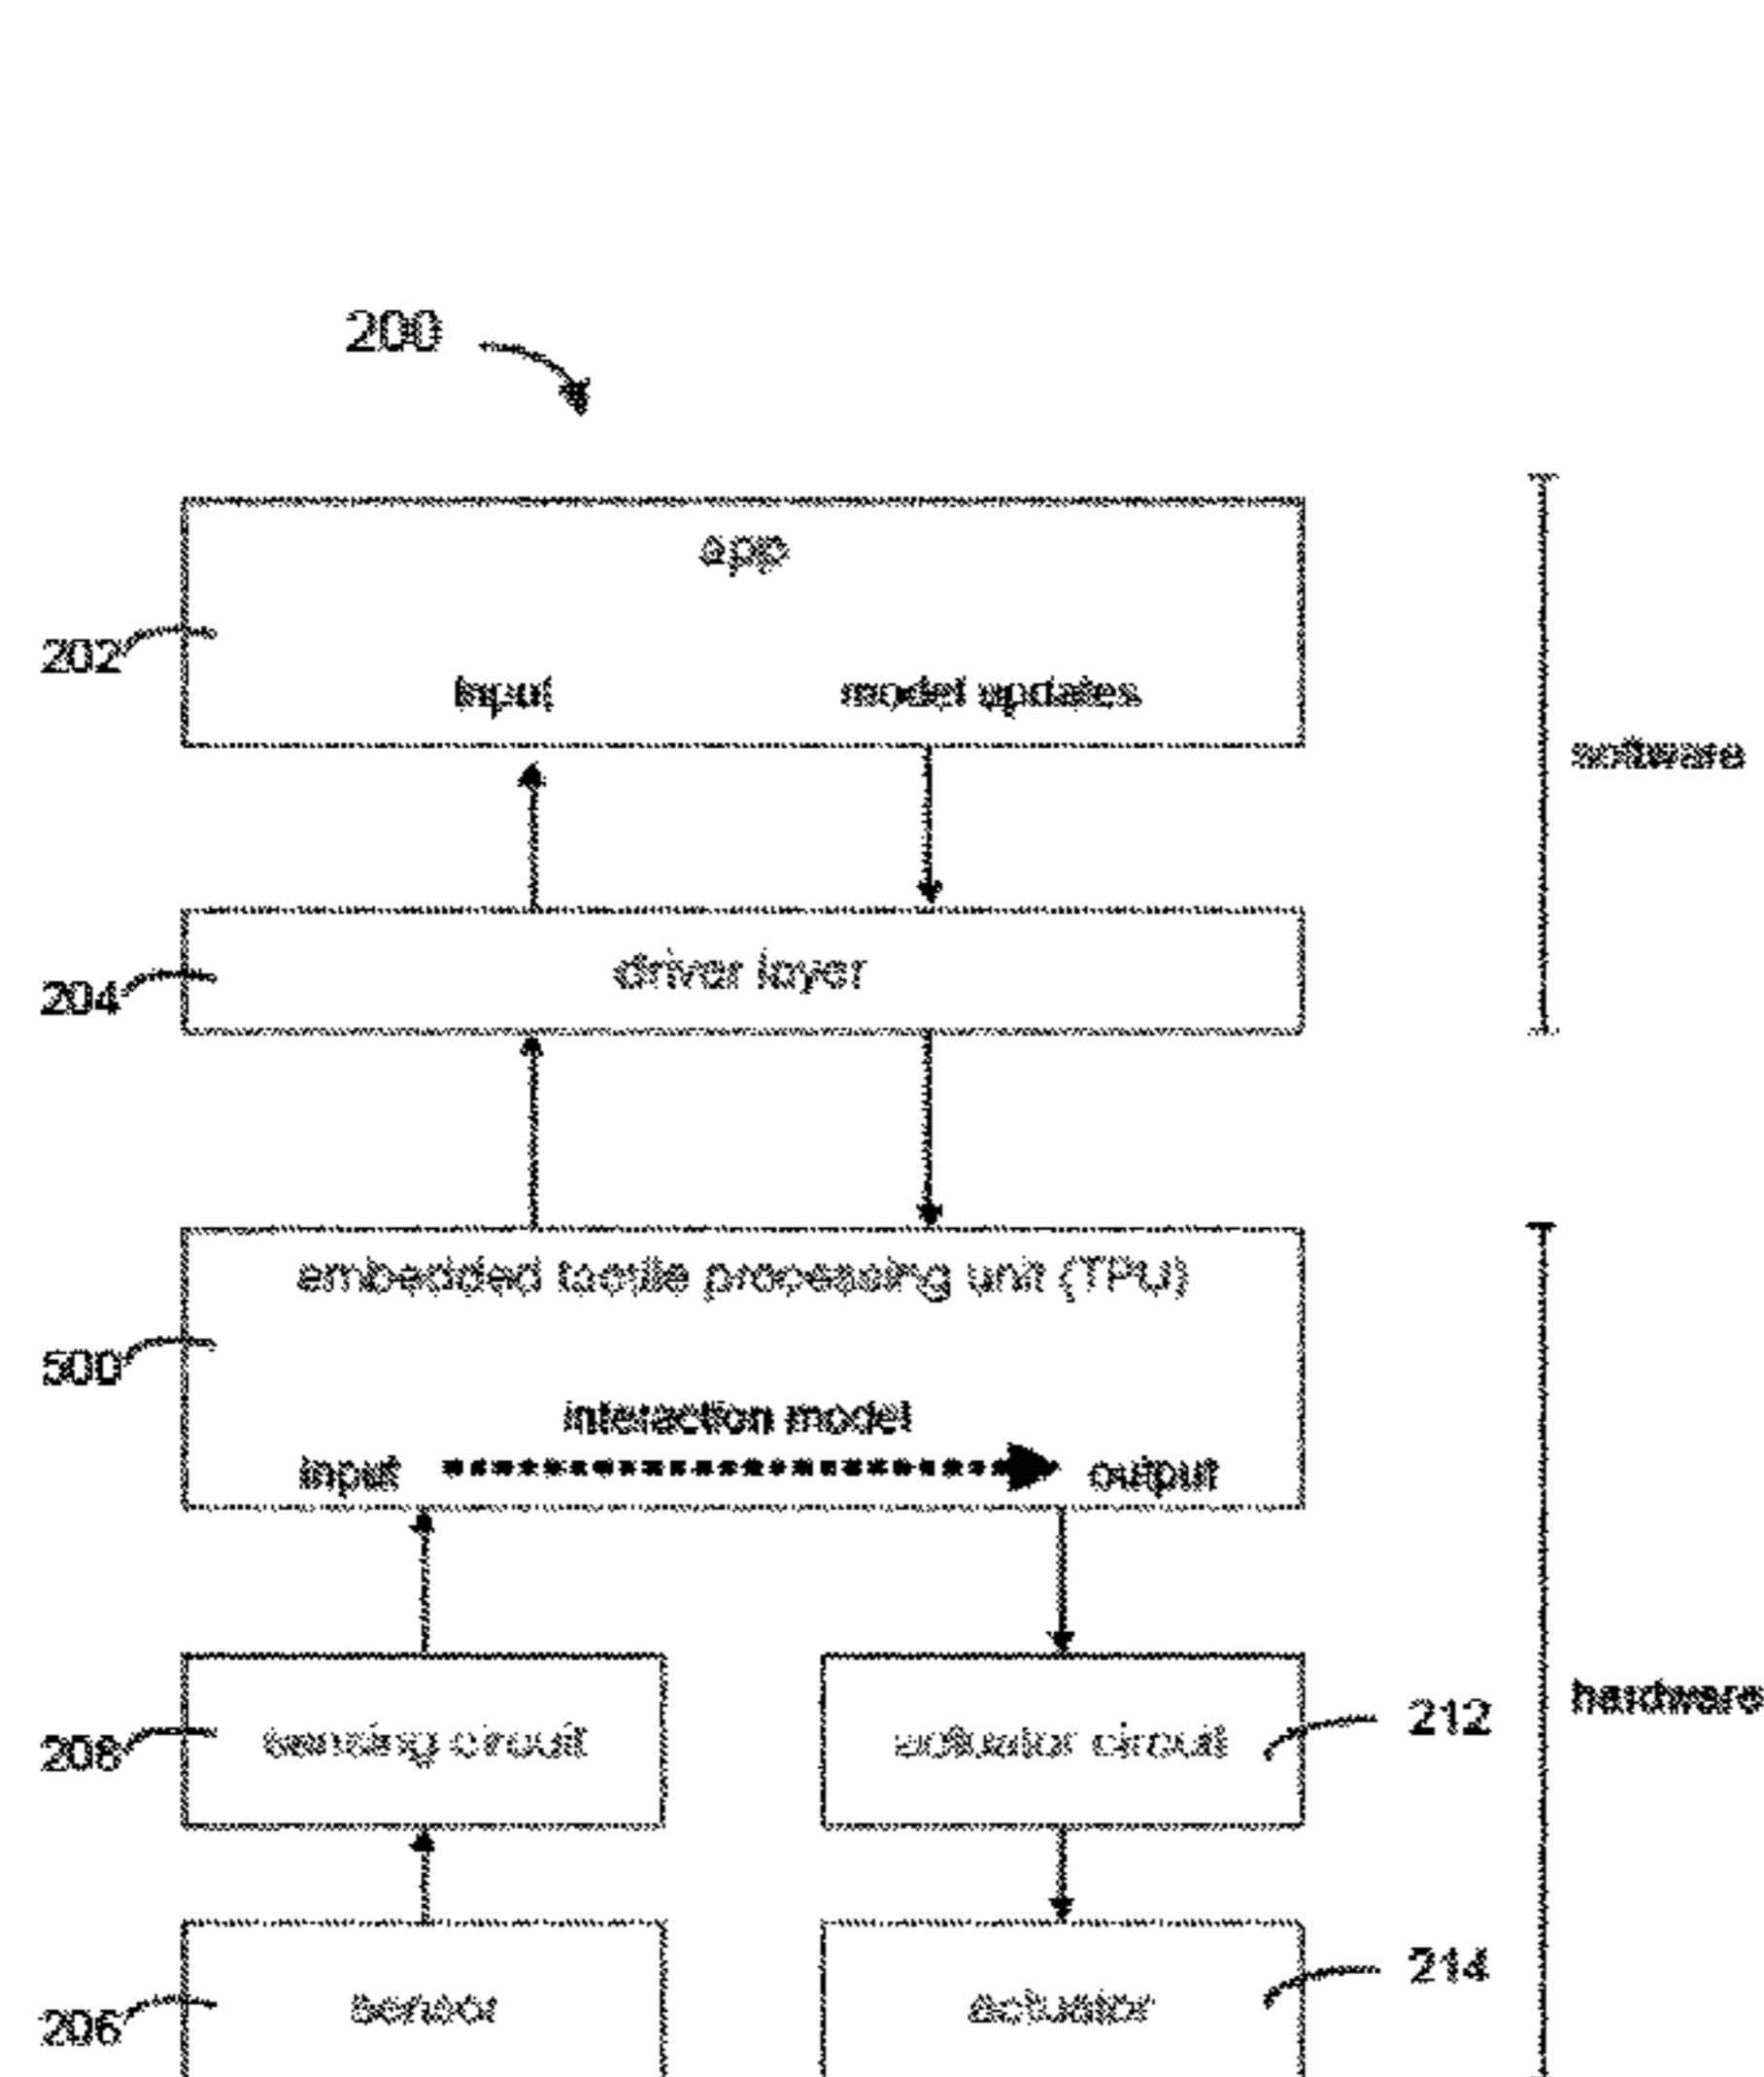 200
app
202
input model updates
software
driver layer
204
embedded tactile processing unit (TPU)
500
interaction model
input output
sensing circuit
208
actuator circuit
212
hardware
sensor
206
actuator
214